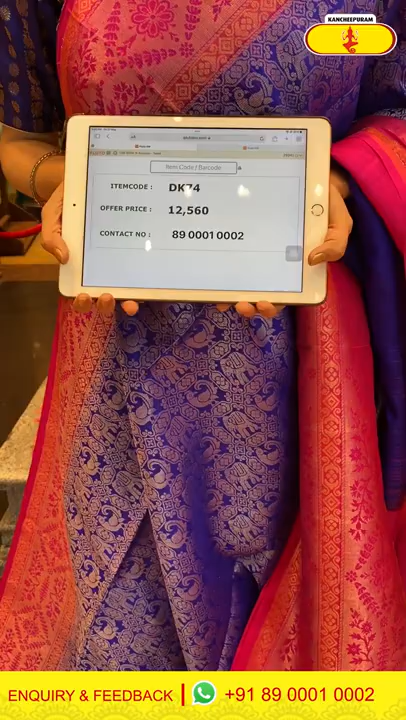 KANCHEEPURAM
Item Code / Barcode
ITEMCODE : DK74
OFFER PRICE : 12,560
CONTACT NO : 89 0001 0002
ENQUIRY & FEEDBACK | +91 89 0001 0002